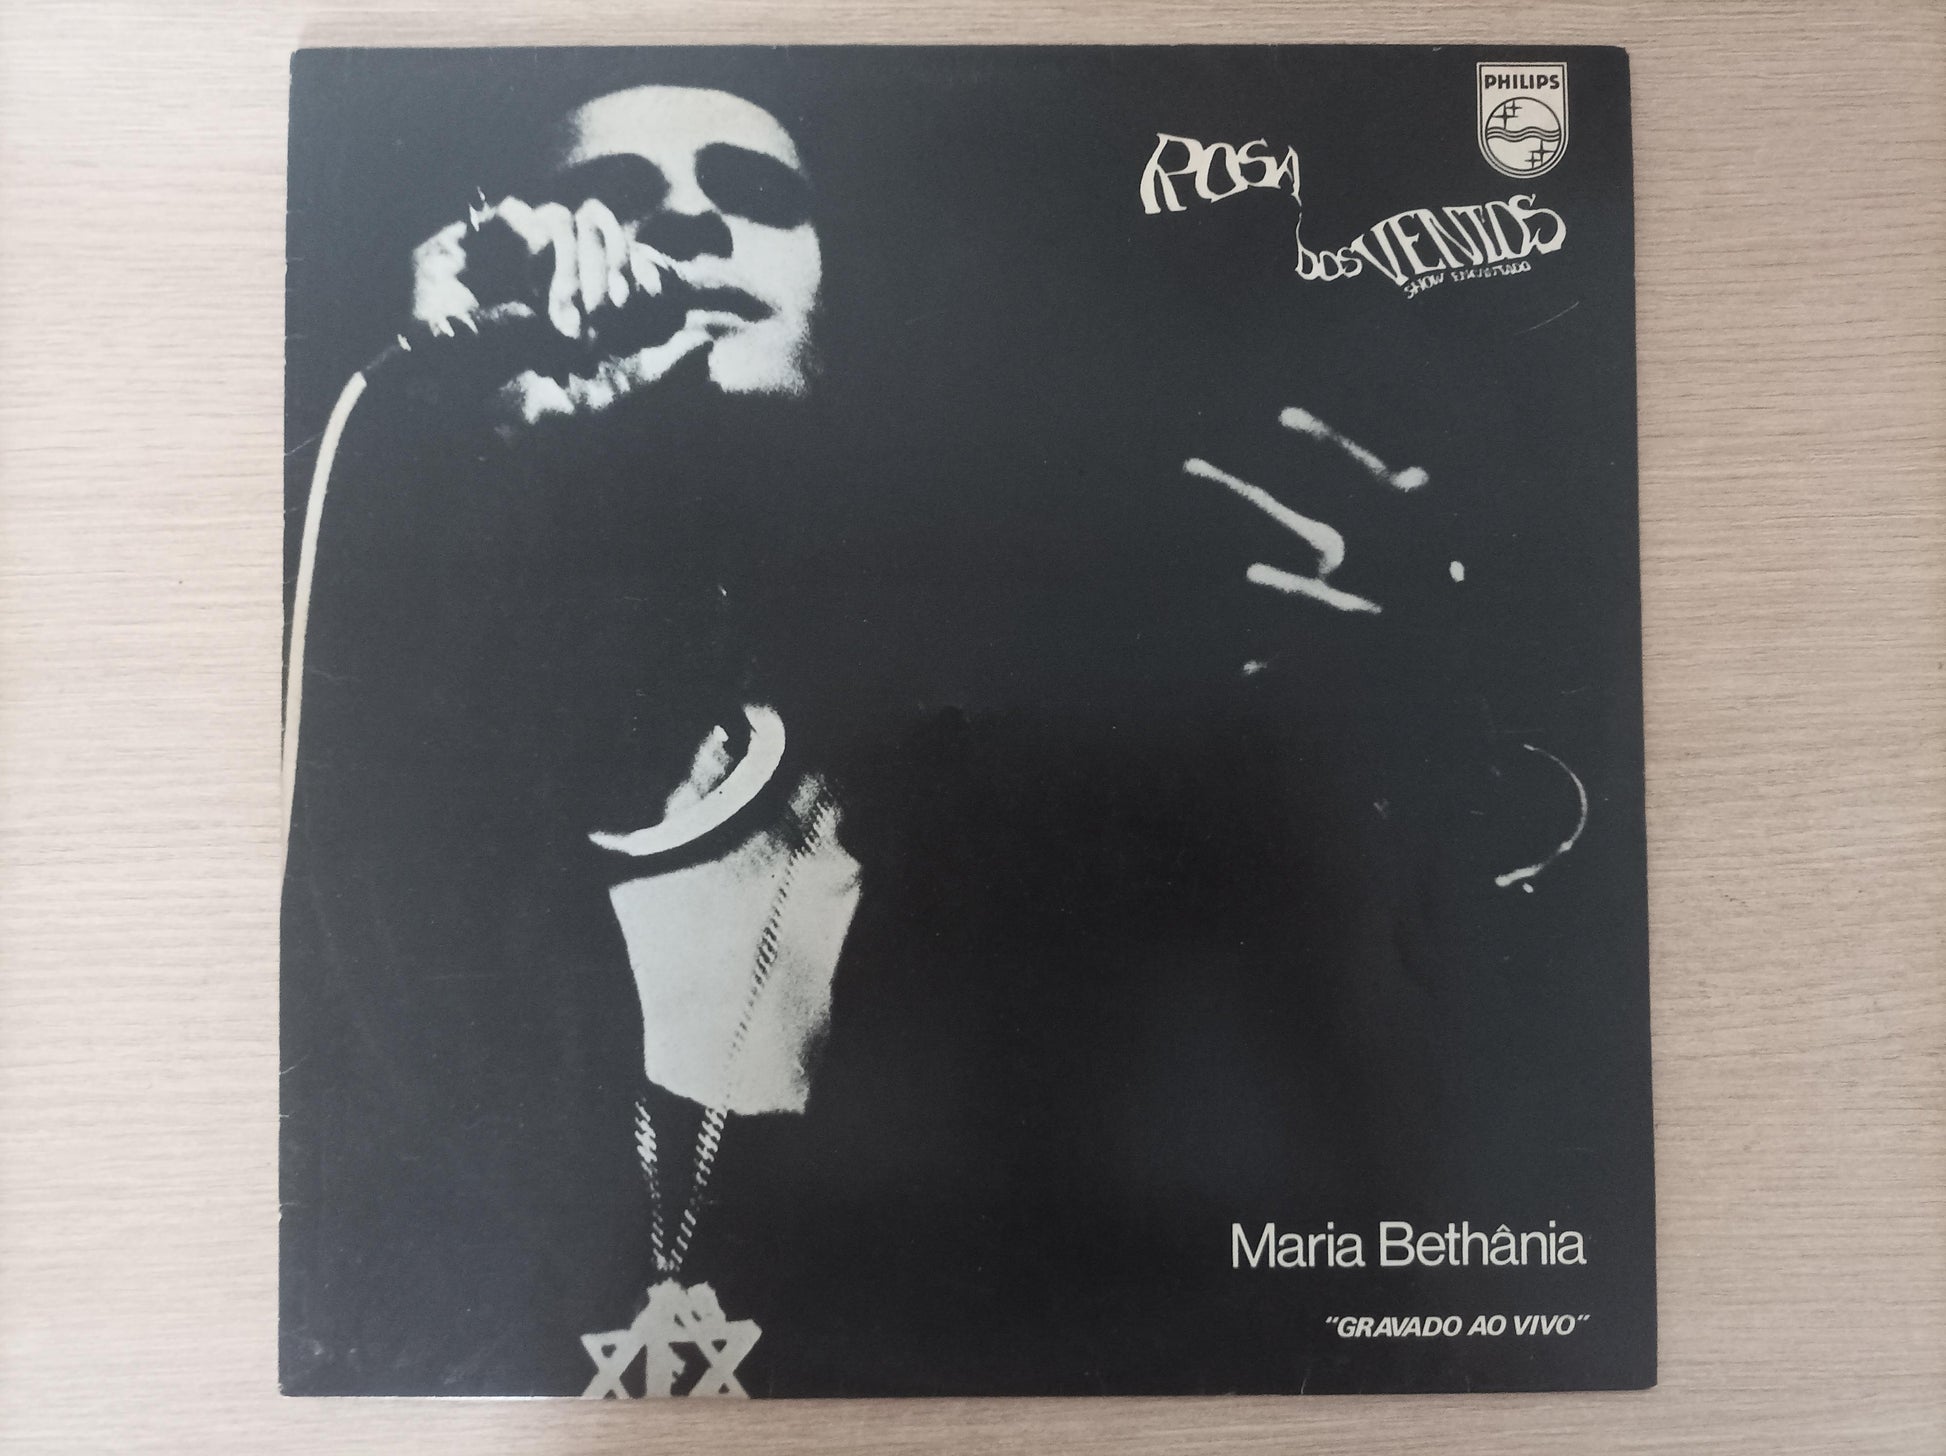 PHILIPS
ROSA
DOS VENTOS
SHOW ENCANTADO
Maria Bethânia
"GRAVADO AO VIVO"